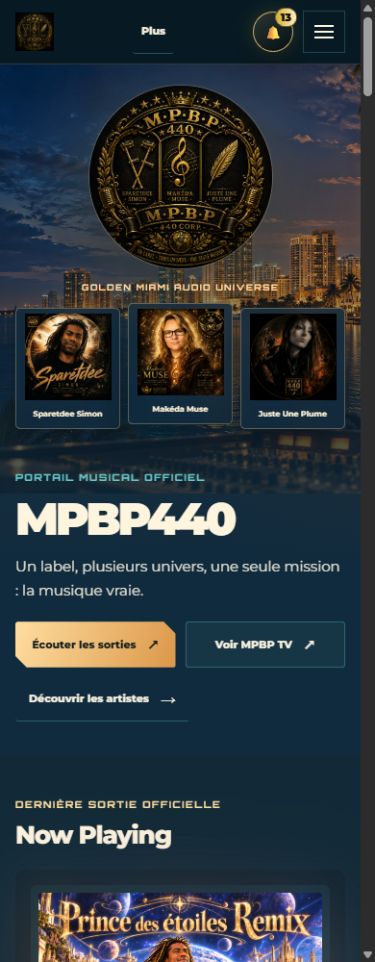 Plus
13
M·P·B·P
440
SPARETDEE
SIMON
MAKÉDA
MUSE
JUSTE UNE
PLUME
M·P·B·P
440 CORP.
GOLDEN MIAMI AUDIO UNIVERSE
Sparetdee
SIMON
MUSE
440
Sparetdee Simon
Makéda Muse
Juste Une Plume
PORTAIL MUSICAL OFFICIEL
MPBP440
Un label, plusieurs univers, une seule mission
: la musique vraie.
Écouter les sorties ↗
Voir MPBP TV ↗
Découvrir les artistes →
DERNIÈRE SORTIE OFFICIELLE
Now Playing
Prince des étoiles Remix